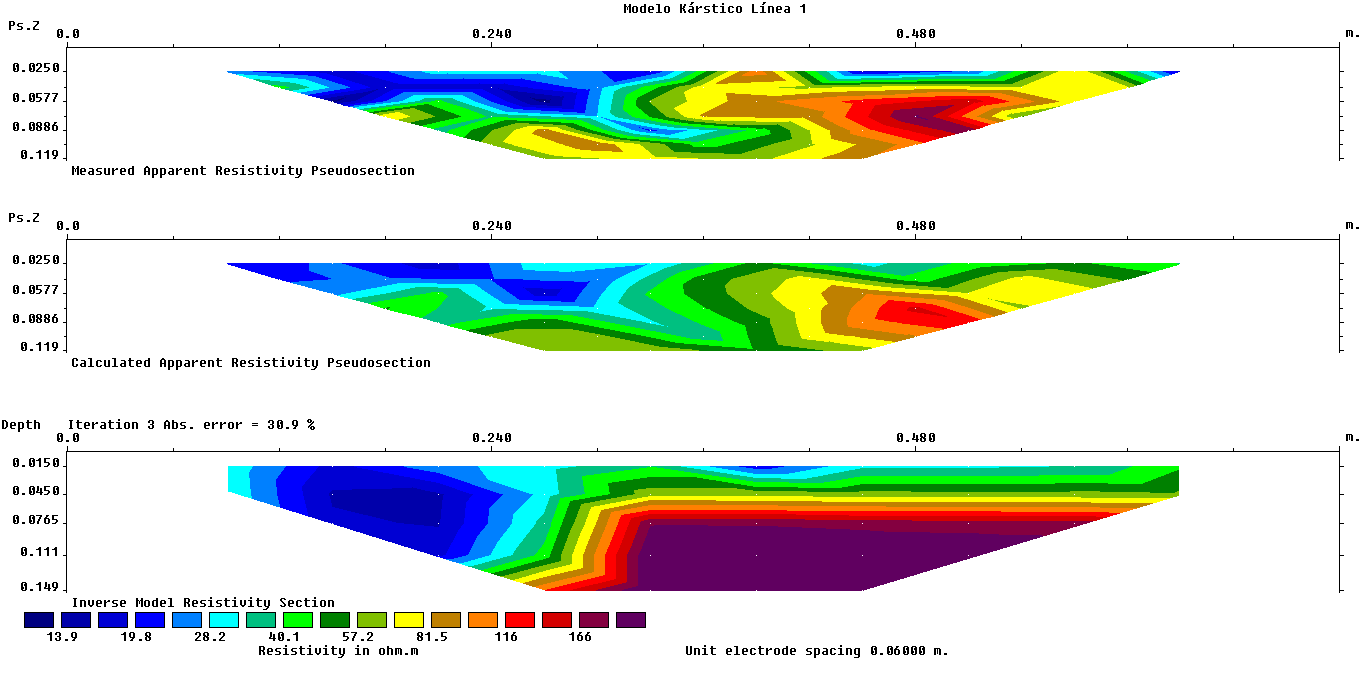 Modelo Kárstico Línea 1
Ps.Z
0.0 0.240 0.480 m.
0.0250
0.0577
0.0886
0.119
Measured Apparent Resistivity Pseudosection
Ps.Z
0.0 0.240 0.480 m.
0.0250
0.0577
0.0886
0.119
Calculated Apparent Resistivity Pseudosection
Depth Iteration 3 Abs. error = 30.9 %
0.0 0.240 0.480 m.
0.0150
0.0450
0.0765
0.111
0.149
Inverse Model Resistivity Section
13.9 19.8 28.2 40.1 57.2 81.5 116 166
Resistivity in ohm.m Unit electrode spacing 0.06000 m.